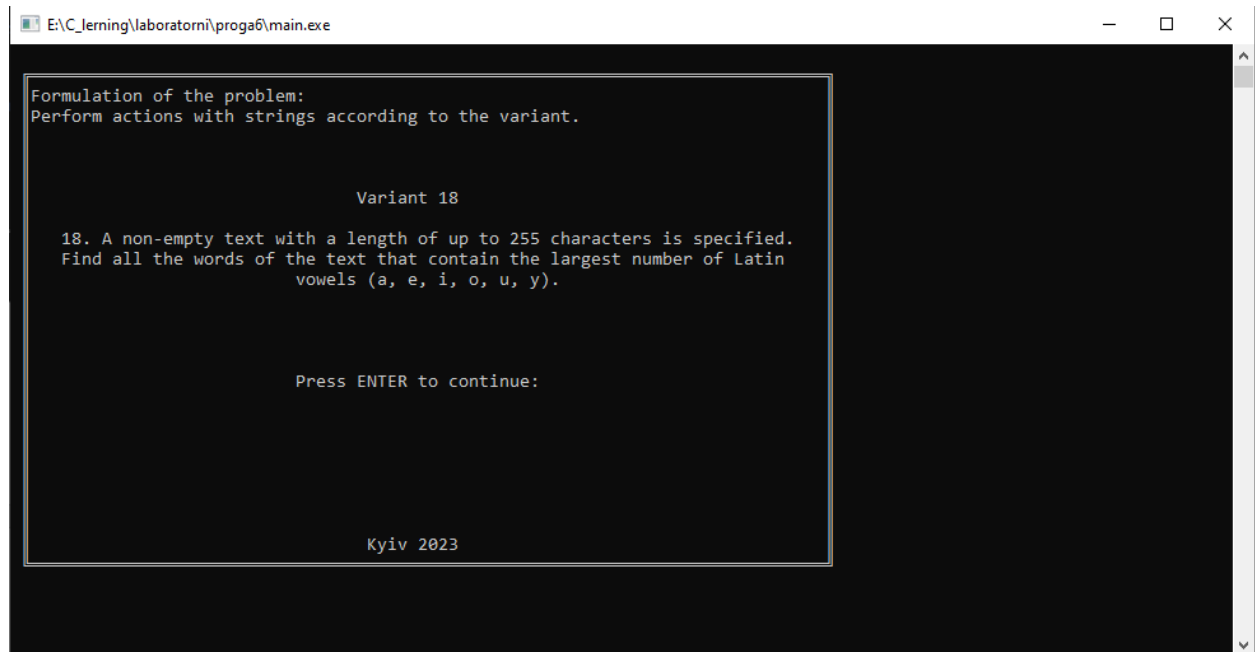 E:\C_lerning\laboratorni\proga6\main.exe
Formulation of the problem:
Perform actions with strings according to the variant.
Variant 18
18. A non-empty text with a length of up to 255 characters is specified.
Find all the words of the text that contain the largest number of Latin
vowels (a, e, i, o, u, y).
Press ENTER to continue:
Kyiv 2023